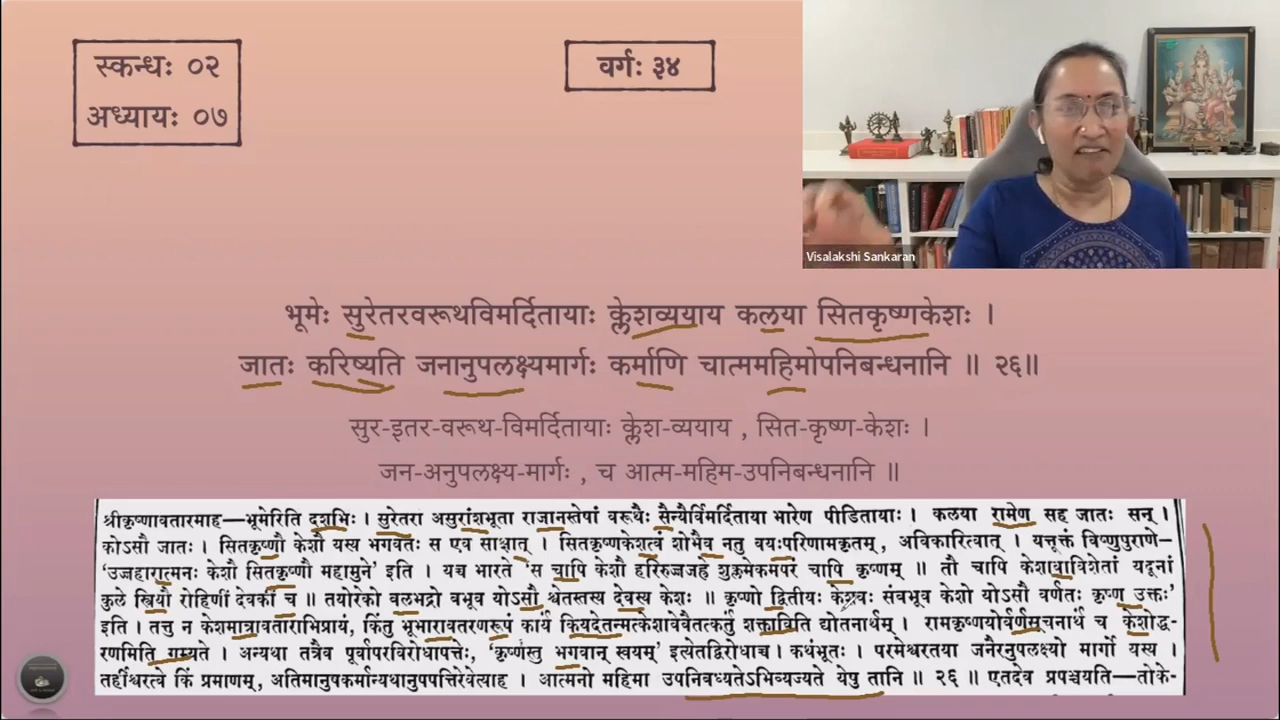 स्कन्धः ०२
अध्यायः ०७
वर्गः ३४
Visalakshi Sankaran
भूमेः सुरेतरवरूथविमर्दितायाः क्लेशव्ययाय कलया सितकृष्णकेशः ।
जातः करिष्यति जनानुपलक्ष्यमार्गः कर्माणि चात्ममहिमोपनिबन्धनानि ॥ २६॥
सुर-इतर-वरूथ-विमर्दितायाः क्लेश-व्ययाय , सित-कृष्ण-केशः ।
जन-अनुपलक्ष्य-मार्गः , च आत्म-महिम-उपनिबन्धनानि ॥
श्रीकृष्णावतारमाह—भूमेरिति दशभिः । सुरेतरा असुरांशभूता राजानस्तेषां वरूथैः सैन्यैर्विमर्दिताया भारेण पीडितायाः । कलया रामेण सह जातः सन् ।
कोऽसौ जातः । सितकृष्णौ केशौ यस्य भगवतः स एव साक्षात् । सितकृष्णकेशत्वं शोभैव नतु वयःपरिणामकृतम्, अविकारित्वात् । यत्तूक्तं विष्णुपुराणे—
‘उज्जहारात्मनः केशौ सितकृष्णौ महामुने’ इति । यच्च भारते ‘स चापि केशौ हरिरुज्जजहे शुक्लमेकमपरं चापि कृष्णम् ॥ तौ चापि केशावाविशेतां यदूनां
कुले स्त्रियौ रोहिणीं देवकीं च ॥ तयोरेको बलभद्रो बभूव योऽसौ श्वेतस्तस्य देवस्य केशः ॥ कृष्णो द्वितीयः केशवः संबभूव केशो योऽसौ वर्णतः कृष्ण उक्तः’
इति । तत्तु न केशमात्रावताराभिप्रायं, किंतु भूभारावतरणरूपं कार्यं कियदेतन्मत्केशावेवैतत्कर्तुं शक्ताविति द्योतनार्थम् । रामकृष्णयोर्वर्णसूचनार्थं च केशोद्ध-
रणमिति गम्यते । अन्यथा तत्रैव पूर्वापरविरोधापत्तेः, ‘कृष्णस्तु भगवान् स्वयम्’ इत्येतद्विरोधाच्च । कथंभूतः । परमेश्वरतया जनैरनुपलक्ष्यो मार्गो यस्य ।
तर्हीश्वरत्वे किं प्रमाणम्, अतिमानुषकर्मान्यथानुपपत्तिरेवेत्याह । आत्मनो महिमा उपनिबध्यतेऽभिव्यज्यते येषु तानि ॥ २६ ॥ एतदेव प्रपञ्चयति—तोके-